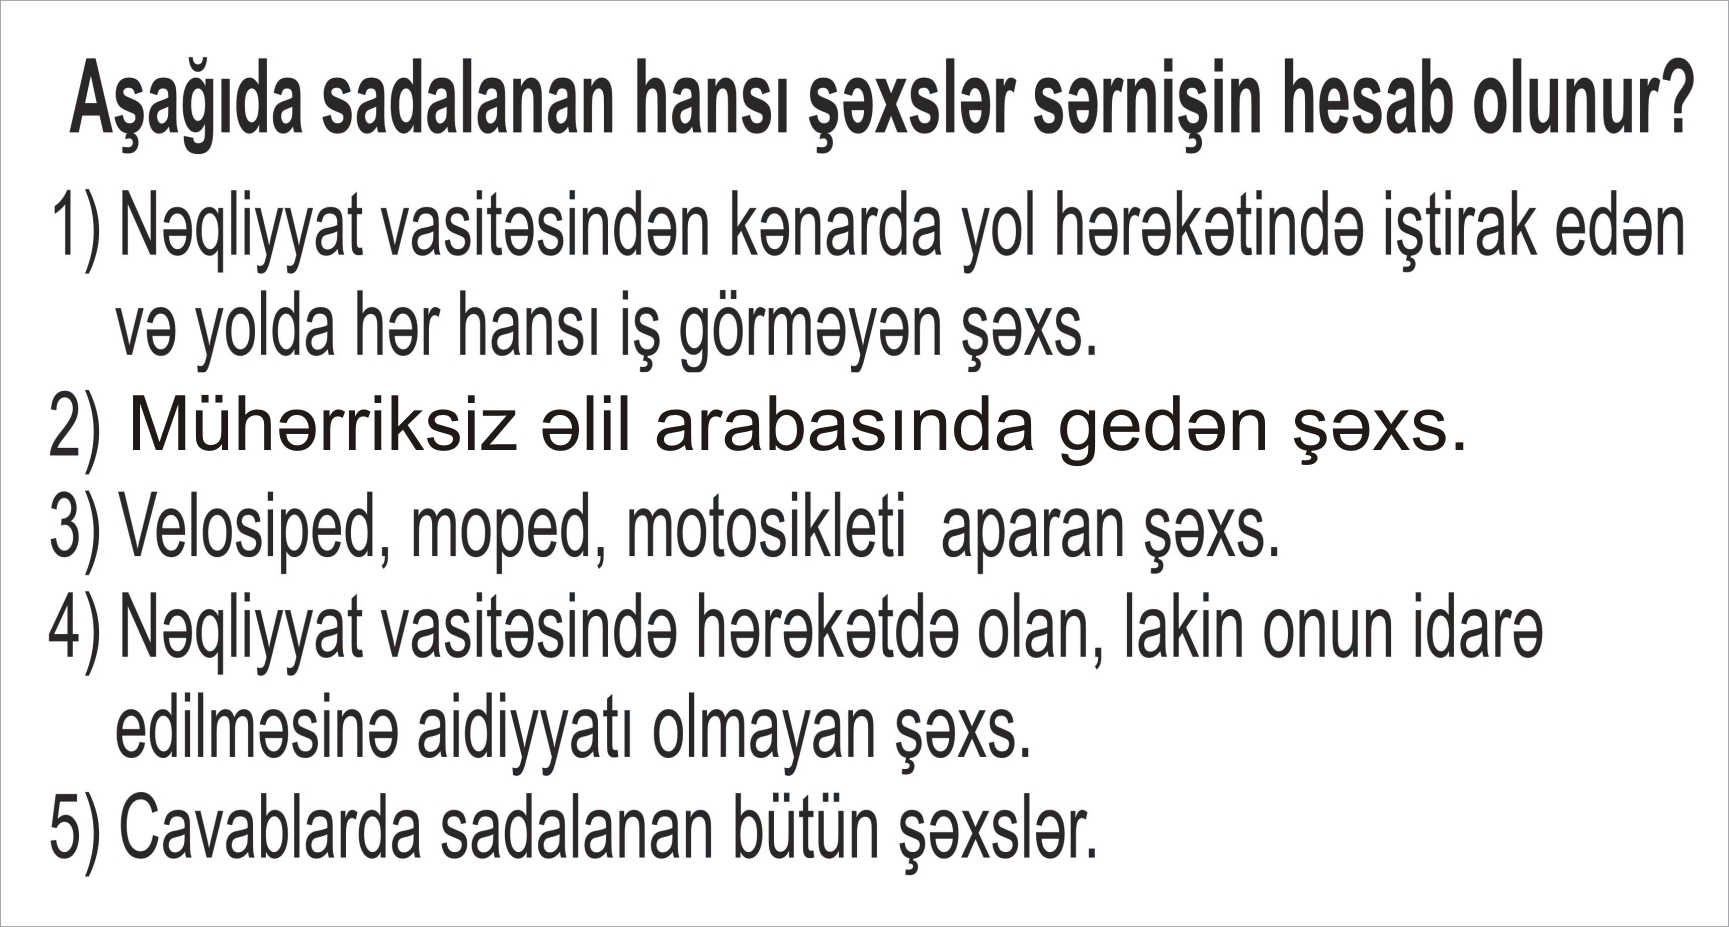 Aşağıda sadalanan hansı şəxslər sərnişin hesab olunur?
1) Nəqliyyat vasitəsindən kənarda yol hərəkətində iştirak edən
və yolda hər hansı iş görməyən şəxs.
2) Mühərriksiz əlil arabasında gedən şəxs.
3) Velosiped, moped, motosikleti aparan şəxs.
4) Nəqliyyat vasitəsində hərəkətdə olan, lakin onun idarə
edilməsinə aidiyyatı olmayan şəxs.
5) Cavablarda sadalanan bütün şəxslər.